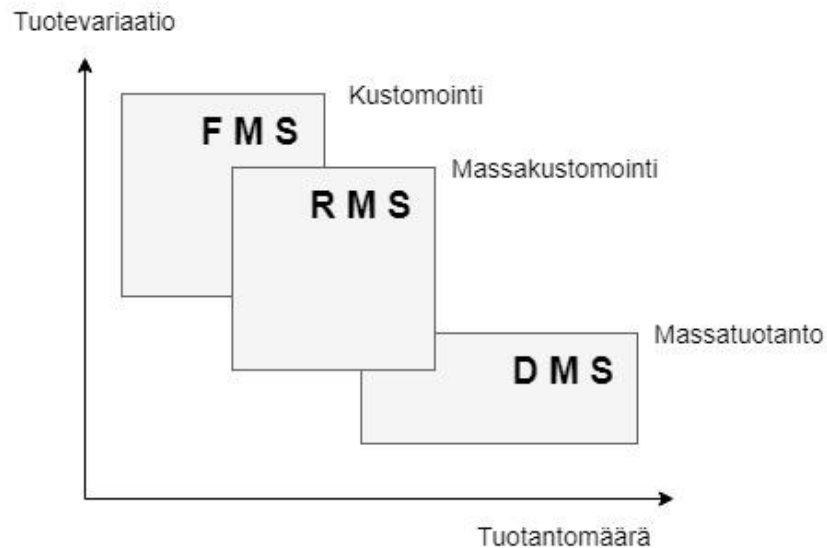 Tuotevariaatio
Kustomointi
F M S
Massakustomointi
R M S
Massatuotanto
D M S
Tuotantomäärä